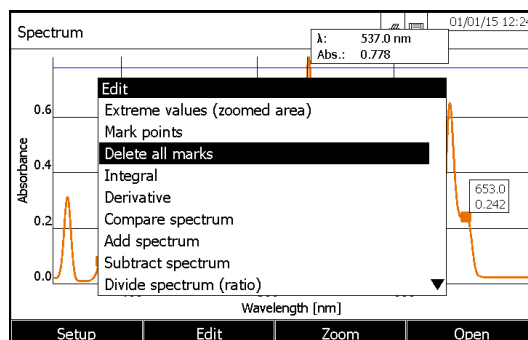 Spectrum
01/01/15 12:24
λ: 537.0 nm
Abs.: 0.778
Edit
Extreme values (zoomed area)
Mark points
Delete all marks
Integral
Derivative
Compare spectrum
Add spectrum
Subtract spectrum
Divide spectrum (ratio)
0.6
0.4
0.2
0.0
Absorbance
653.0
0.242
Wavelength [nm]
Setup Edit Zoom Open